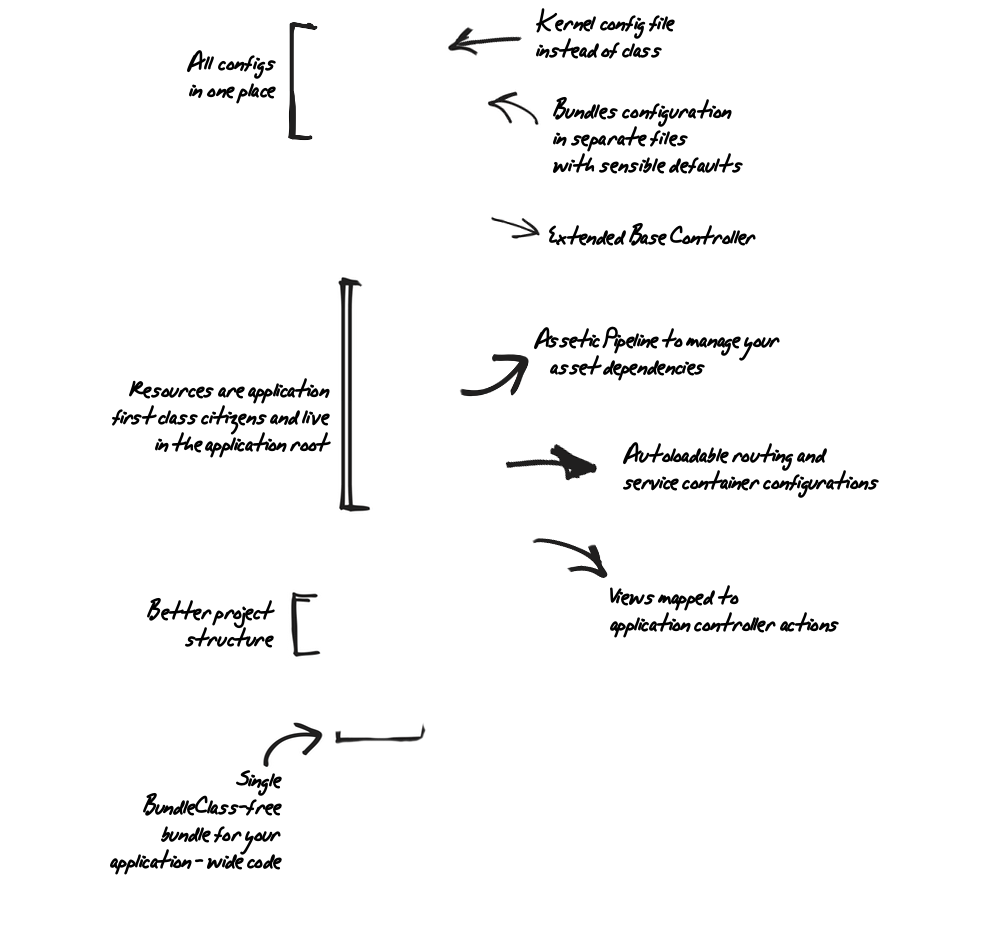 Kernel config file
instead of class
All configs
in one place
Bundles configuration
in separate files
with sensible defaults
Extended Base Controller
Assetic Pipeline to manage your
asset dependencies
Resources are application
first class citizens and live
in the application root
Autoloadable routing and
service container configurations
Views mapped to
application controller actions
Better project
structure
Single
BundleClass-free
bundle for your
application-wide code